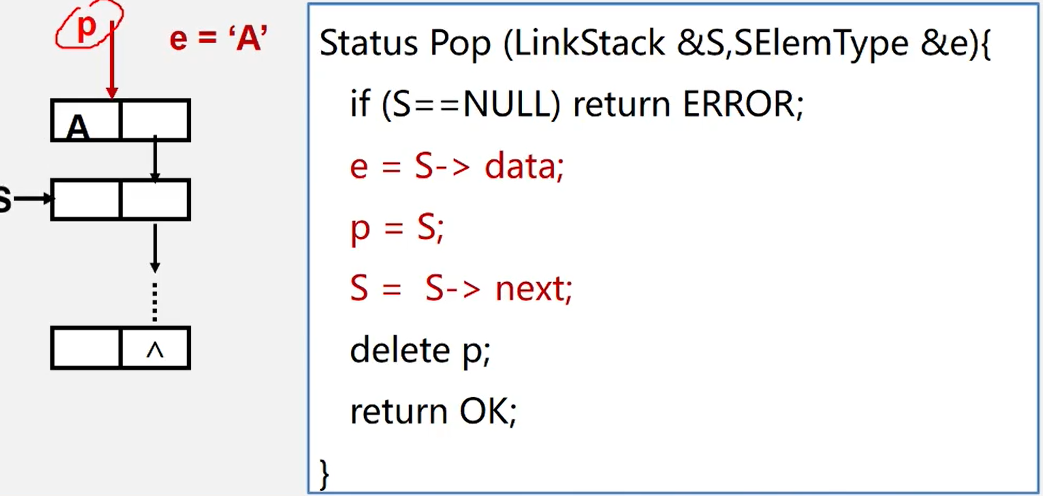 p
e = ‘A’
A
S
^
Status Pop (LinkStack &S,SElemType &e){
if (S==NULL) return ERROR;
e = S-> data;
p = S;
S = S-> next;
delete p;
return OK;
}